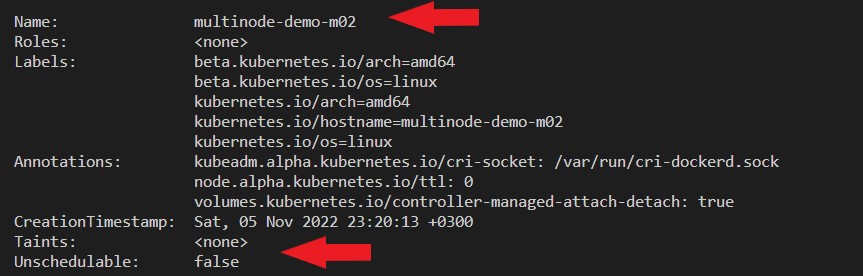 Name: multinode-demo-m02
Roles: <none>
Labels: beta.kubernetes.io/arch=amd64
beta.kubernetes.io/os=linux
kubernetes.io/arch=amd64
kubernetes.io/hostname=multinode-demo-m02
kubernetes.io/os=linux
Annotations: kubeadm.alpha.kubernetes.io/cri-socket: /var/run/cri-dockerd.sock
node.alpha.kubernetes.io/ttl: 0
volumes.kubernetes.io/controller-managed-attach-detach: true
CreationTimestamp: Sat, 05 Nov 2022 23:20:13 +0300
Taints: <none>
Unschedulable: false